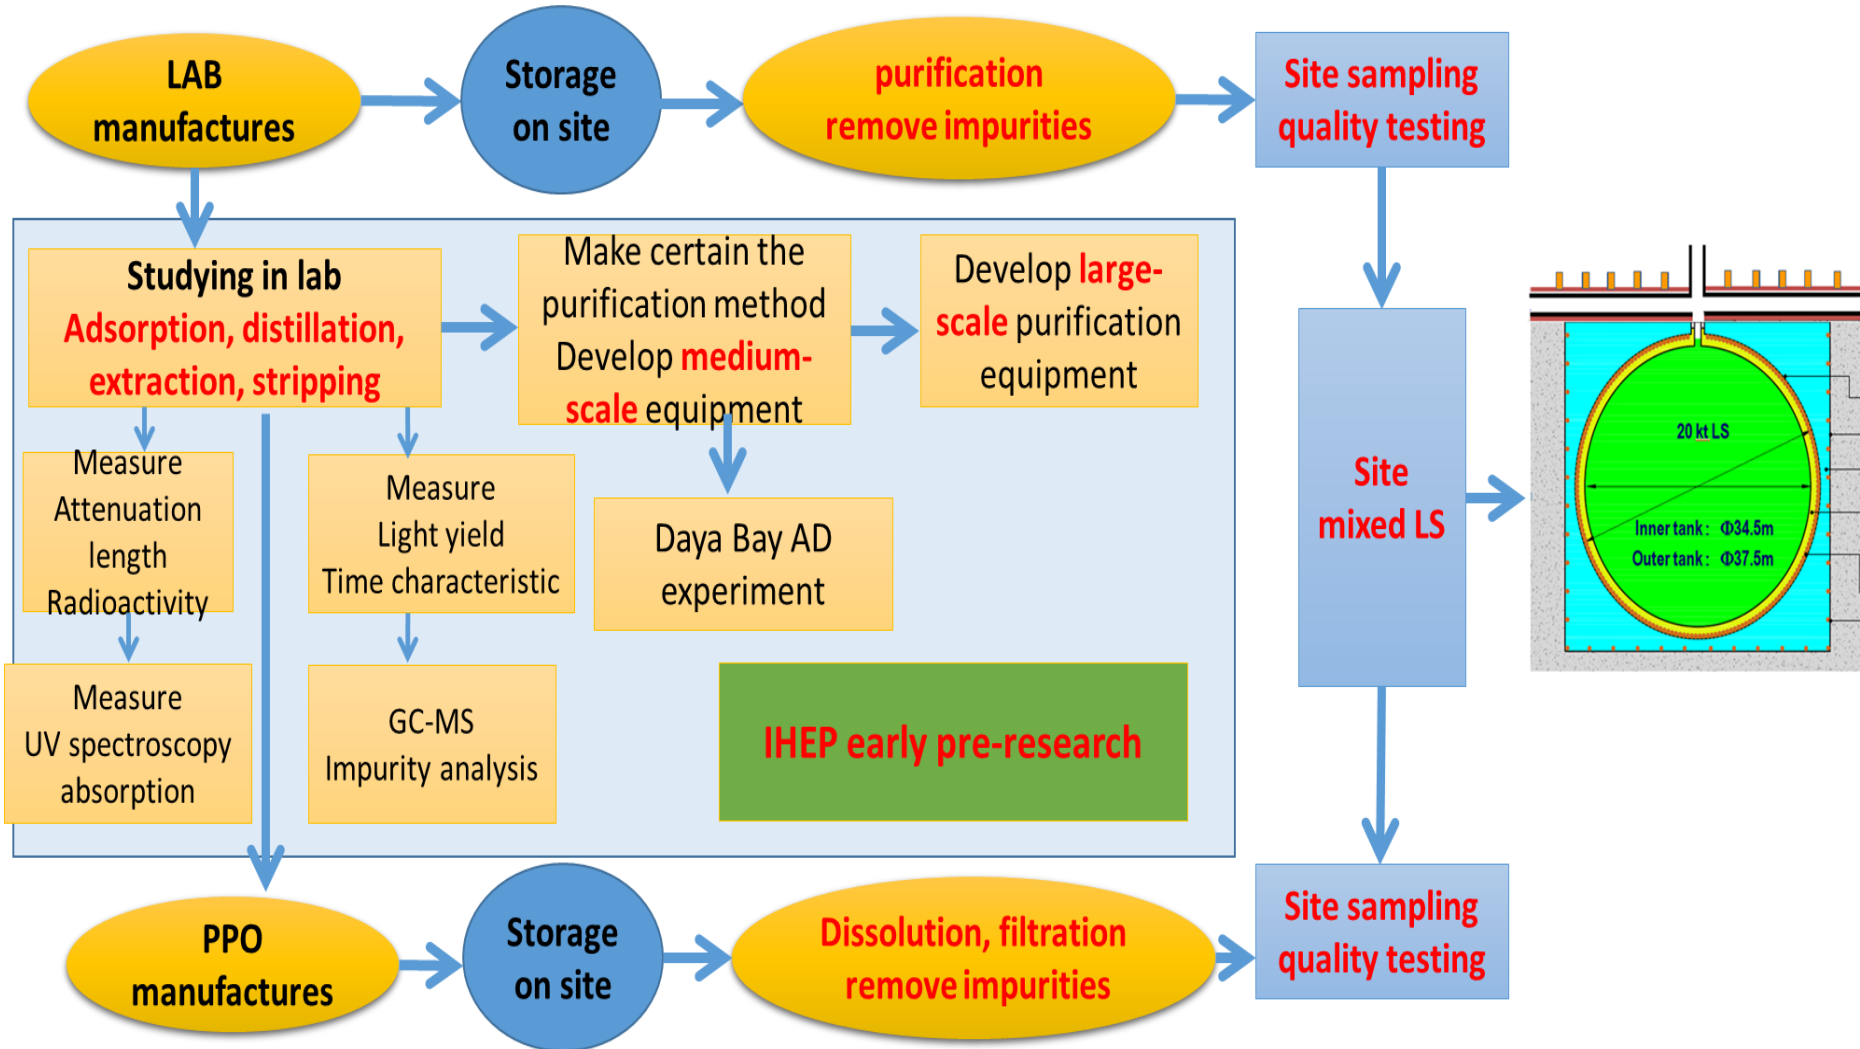 LAB
manufactures
Storage
on site
purification
remove impurities
Site sampling
quality testing
Studying in lab
Adsorption, distillation,
extraction, stripping
Make certain the
purification method
Develop medium-
scale equipment
Develop large-
scale purification
equipment
Measure
Attenuation
length
Radioactivity
Measure
Light yield
Time characteristic
Daya Bay AD
experiment
Measure
UV spectroscopy
absorption
GC-MS
Impurity analysis
IHEP early pre-research
Site
mixed LS
20 kt LS
Inner tank : Φ34.5m
Outer tank : Φ37.5m
PPO
manufactures
Storage
on site
Dissolution, filtration
remove impurities
Site sampling
quality testing